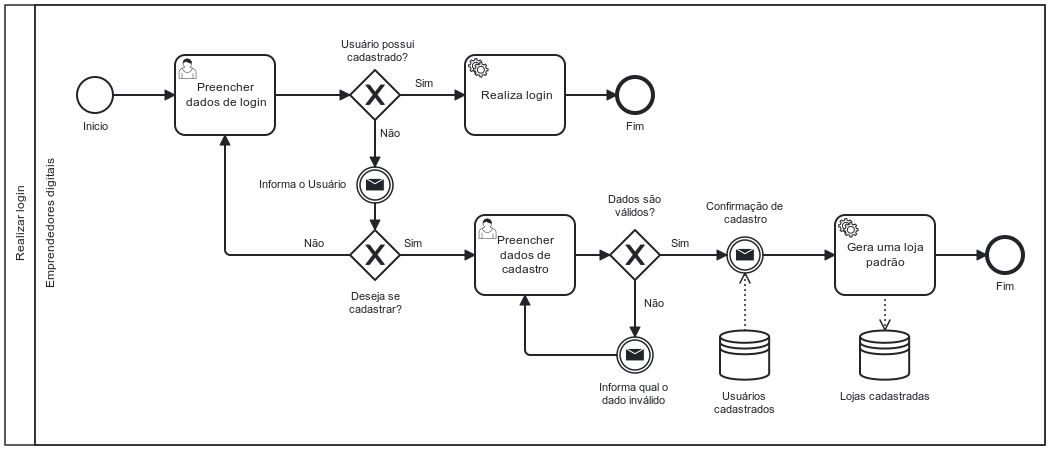 Realizar login
Emprendedores digitais
Inicio
Preencher
dados de login
Usuário possui
cadastrado?
Sim
Realiza login
Fim
Não
Informa o Usuário
Não
Sim
Deseja se
cadastrar?
Preencher
dados de
cadastro
Dados são
válidos?
Sim
Não
Informa qual o
dado inválido
Confirmação de
cadastro
Usuários
cadastrados
Gera uma loja
padrão
Lojas cadastradas
Fim